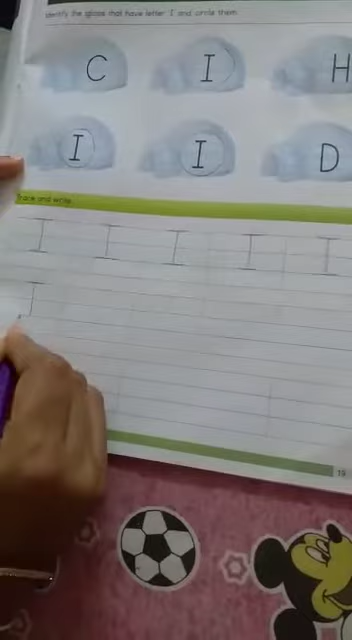 Identify the igloos that have letter 'I' and circle them.
C I H
I I D
Trace and write.
I I I I I
I
19